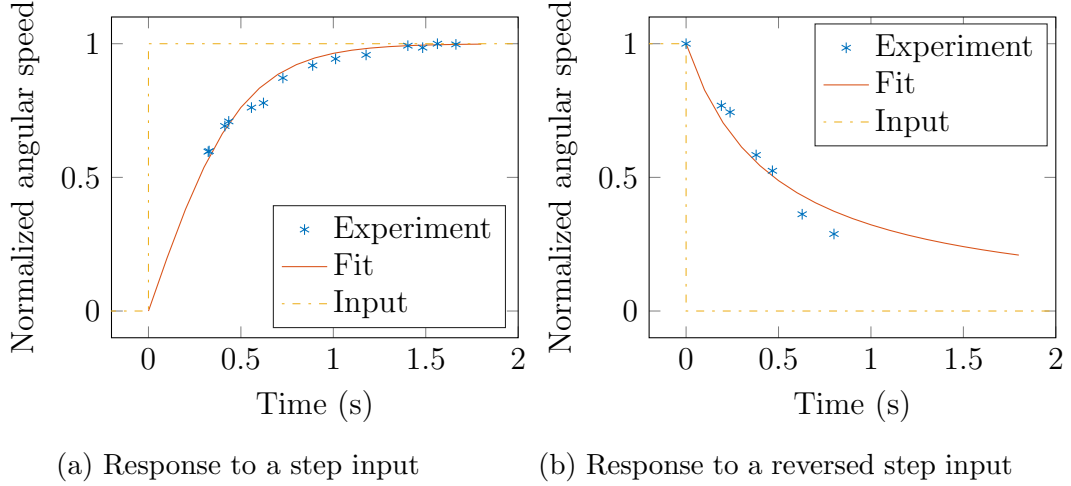 Normalized angular speed
1
0.5
0
Experiment
Fit
Input
0
0.5
1
1.5
2
Time (s)
(a) Response to a step input
Normalized angular speed
1
0.5
0
Experiment
Fit
Input
0
0.5
1
1.5
2
Time (s)
(b) Response to a reversed step input